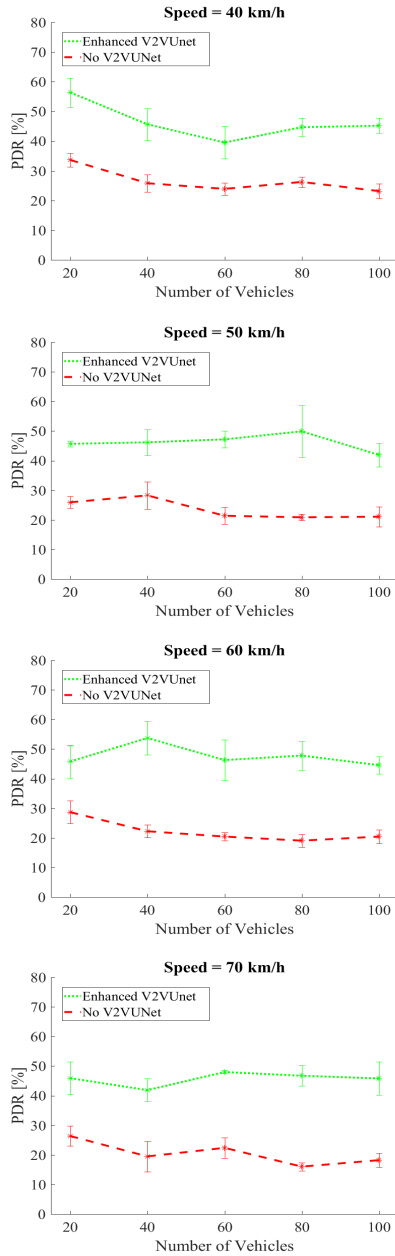 Speed = 40 km/h
80
70
60
50
40
30
20
10
0
PDR [%]
Enhanced V2VUnet
No V2VUNet
20 40 60 80 100
Number of Vehicles
Speed = 50 km/h
80
70
60
50
40
30
20
10
0
PDR [%]
Enhanced V2VUnet
No V2VUNet
20 40 60 80 100
Number of Vehicles
Speed = 60 km/h
80
70
60
50
40
30
20
10
0
PDR [%]
Enhanced V2VUnet
No V2VUNet
20 40 60 80 100
Number of Vehicles
Speed = 70 km/h
80
70
60
50
40
30
20
10
0
PDR [%]
Enhanced V2VUnet
No V2VUNet
20 40 60 80 100
Number of Vehicles